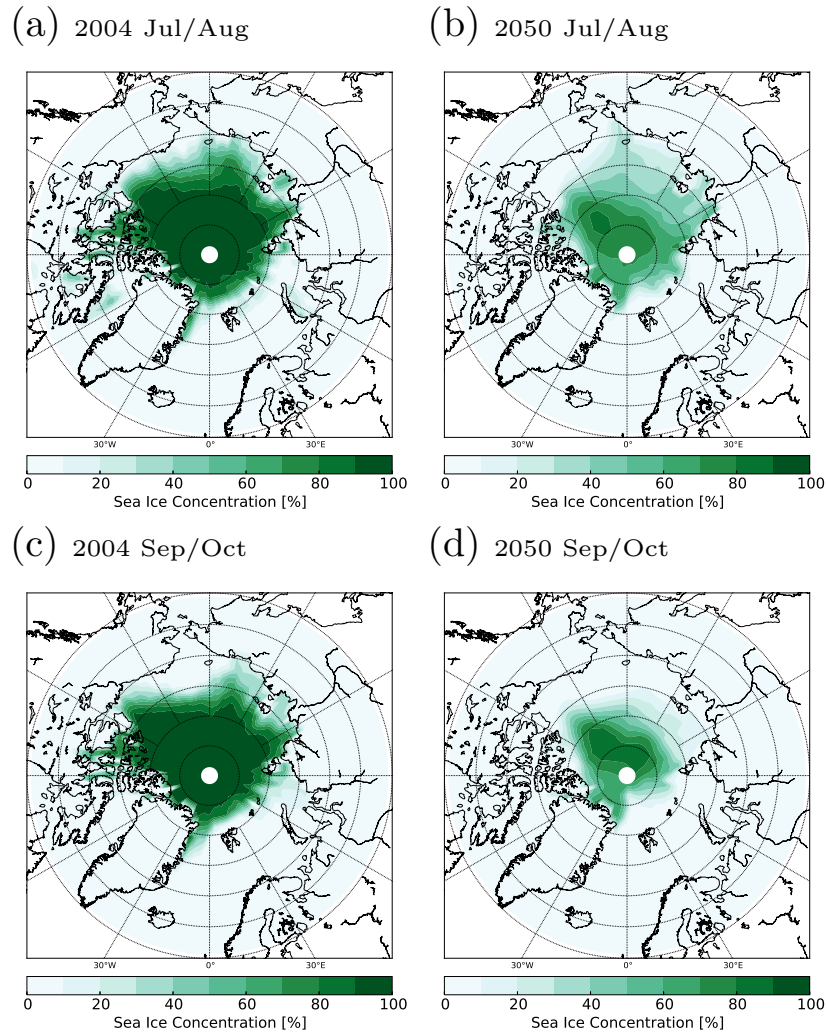 (a) 2004 Jul/Aug
(b) 2050 Jul/Aug
30°W 0° 30°E
30°W 0° 30°E
0 20 40 60 80 100
Sea Ice Concentration [%]
0 20 40 60 80 100
Sea Ice Concentration [%]
(c) 2004 Sep/Oct
(d) 2050 Sep/Oct
30°W 0° 30°E
30°W 0° 30°E
0 20 40 60 80 100
Sea Ice Concentration [%]
0 20 40 60 80 100
Sea Ice Concentration [%]